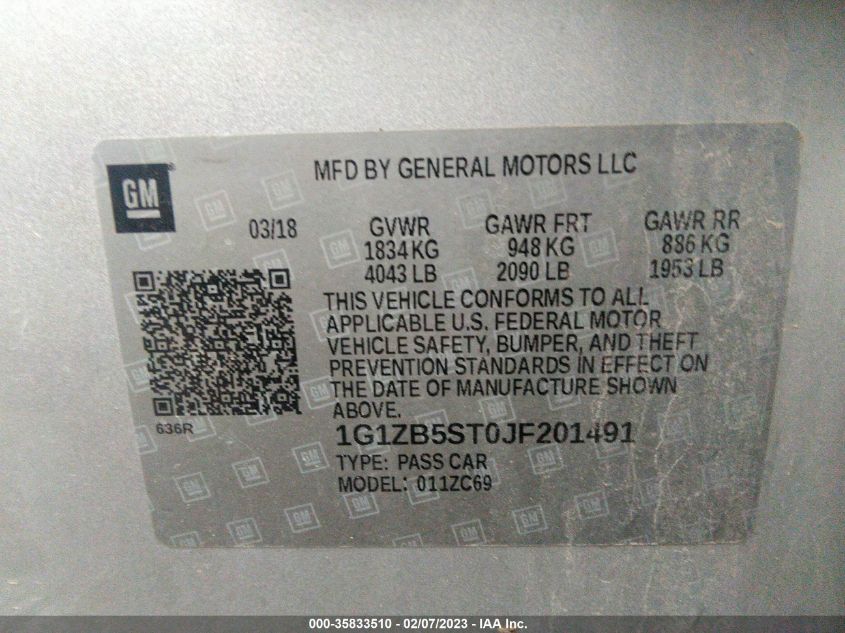 GM
MFD BY GENERAL MOTORS LLC
03/18 GVWR GAWR FRT GAWR RR
1834 KG 948 KG 886 KG
4043 LB 2090 LB 1953 LB
THIS VEHICLE CONFORMS TO ALL
APPLICABLE U.S. FEDERAL MOTOR
VEHICLE SAFETY, BUMPER, AND THEFT
PREVENTION STANDARDS IN EFFECT ON
THE DATE OF MANUFACTURE SHOWN
ABOVE.
636R
1G1ZB5ST0JF201491
TYPE: PASS CAR
MODEL: 011ZC69
000-35833510 - 02/07/2023 - U.S.T.Inc.